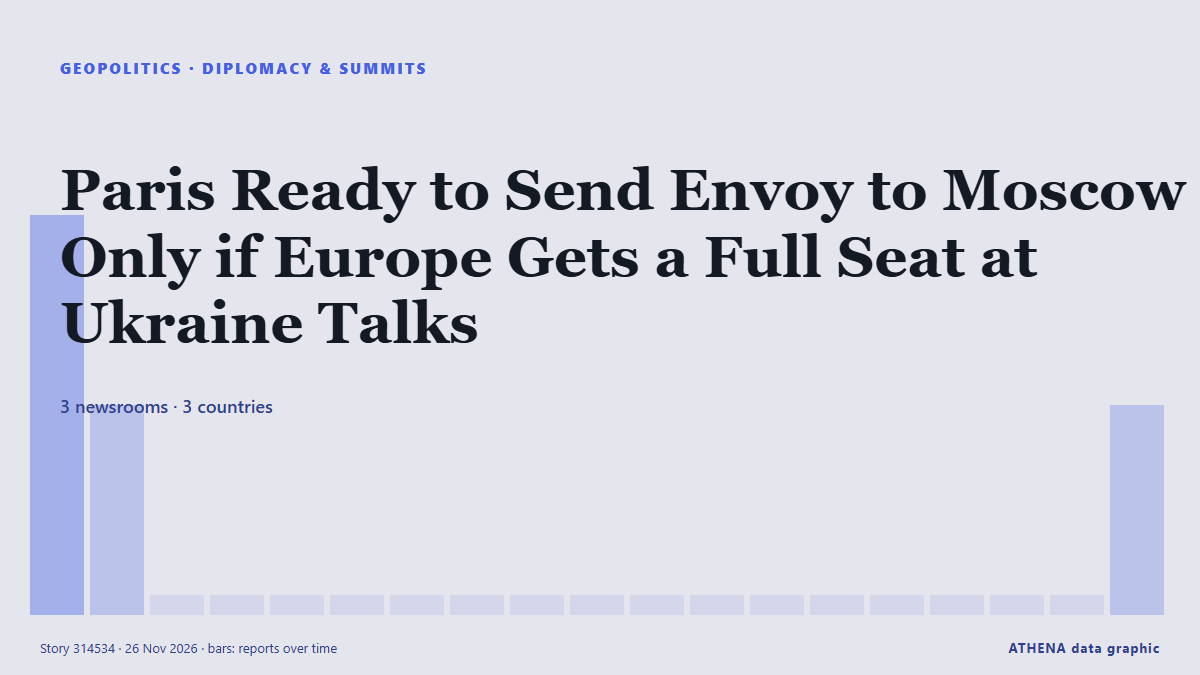 GEOPOLITICS · DIPLOMACY & SUMMITS
Paris Ready to Send Envoy to Moscow
Only if Europe Gets a Full Seat at
Ukraine Talks
3 newsrooms · 3 countries
Story 314534 · 26 Nov 2026 · bars: reports over time
ATHENA data graphic